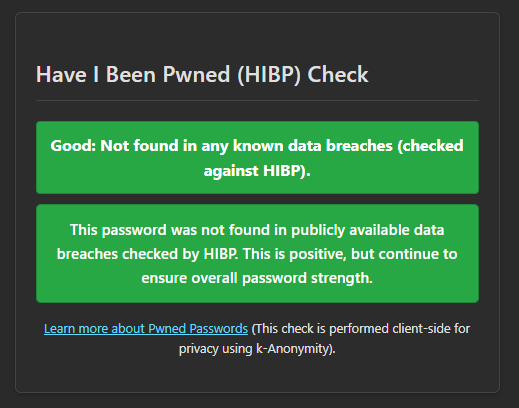 Have I Been Pwned (HIBP) Check
Good: Not found in any known data breaches (checked
against HIBP).
This password was not found in publicly available data
breaches checked by HIBP. This is positive, but continue to
ensure overall password strength.
Learn more about Pwned Passwords (This check is performed client-side for
privacy using k-Anonymity).